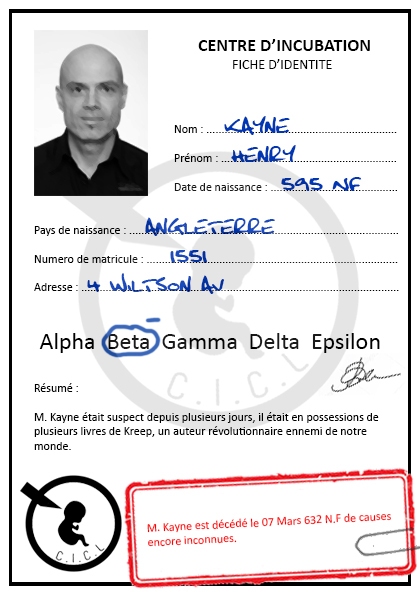 CENTRE D'INCUBATION
FICHE D'IDENTITE
Nom : KAYNE
Prénom : HENRY
Date de naissance : 595 NF
Pays de naissance : ANGLETERRE
Numero de matricule : 1551
Adresse : 4 WILTSON AV
Alpha Beta Gamma Delta Epsilon
C.I.C.L
Résumé :
M. Kayne était suspect depuis plusieurs jours, il était en possessions de
plusieurs livres de Kreep, un auteur révolutionnaire ennemi de notre
monde.
C.I.C.L
M. Kayne est décédé le 07 Mars 632 N.F de causes
encore inconnues.